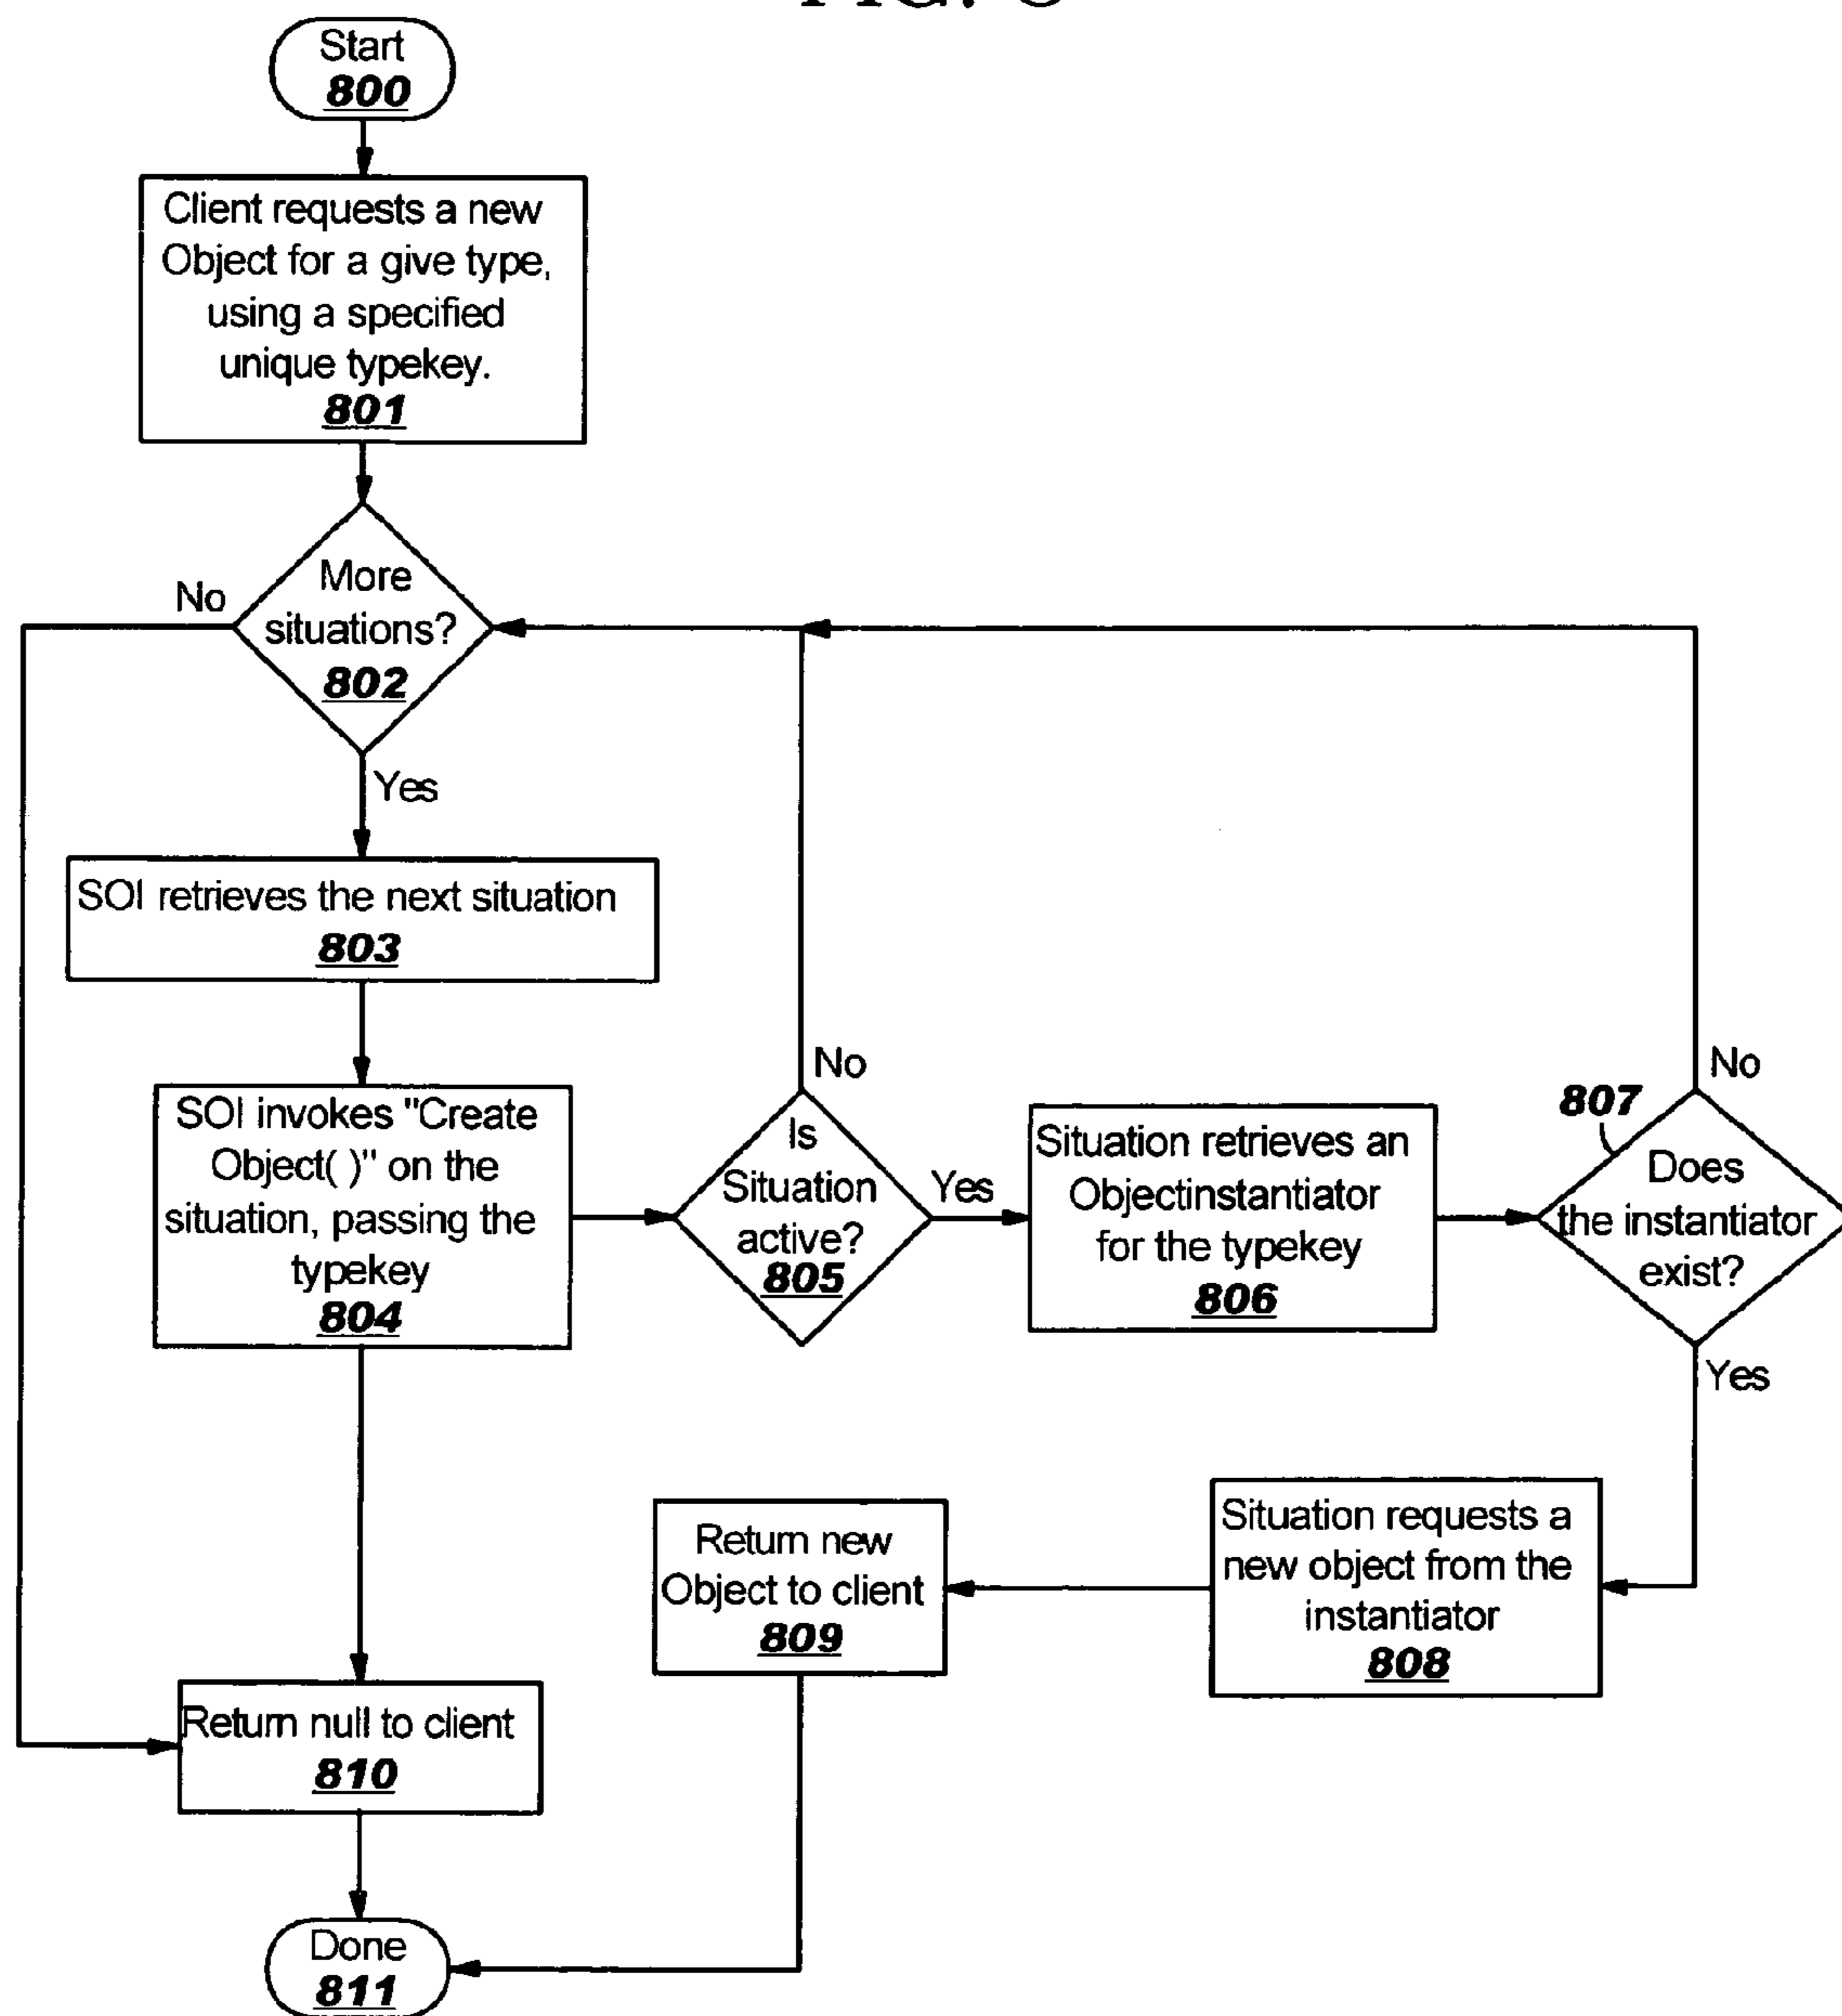 Start
800
Client requests a new
Object for a give type,
using a specified
unique typekey.
801
More
situations?
802
No
Yes
SOI retrieves the next situation
803
SOI invokes "Create
Object( )" on the
situation, passing the
typekey
804
Is
Situation
active?
805
No
Yes
Situation retrieves an
Objectinstantiator
for the typekey
806
807
Does
the instantiator
exist?
No
Yes
Situation requests a
new object from the
instantiator
808
Return new
Object to client
809
Return null to client
810
Done
811